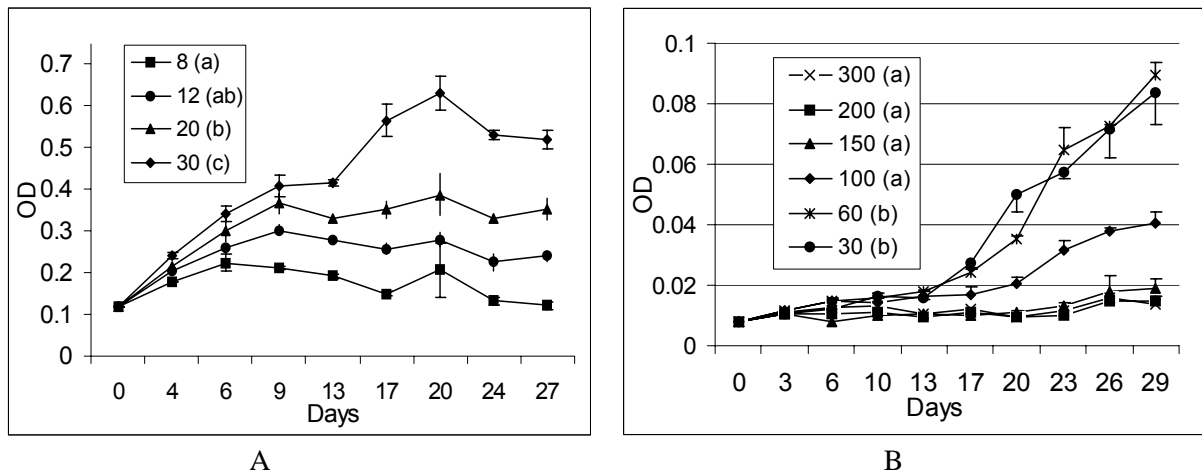 0.7
0.6
0.5
0.4
0.3
0.2
0.1
0
OD
8 (a)
12 (ab)
20 (b)
30 (c)
0 4 6 9 13 17 20 24 27
Days
A
0.1
0.08
0.06
0.04
0.02
0
OD
300 (a)
200 (a)
150 (a)
100 (a)
60 (b)
30 (b)
0 3 6 10 13 17 20 23 26 29
Days
B